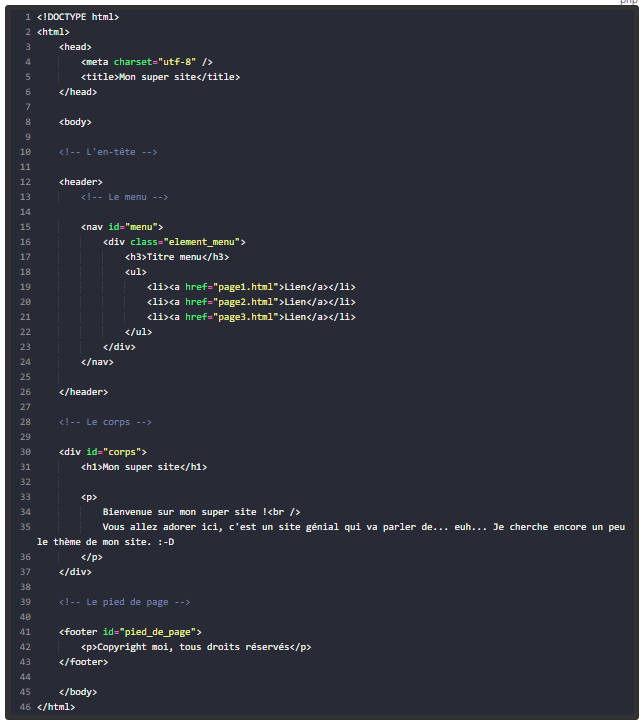 php
1 <!DOCTYPE html>
2 <html>
3     <head>
4         <meta charset="utf-8" />
5         <title>Mon super site</title>
6     </head>
7
8     <body>
9
10     <!-- L'en-tête -->
11
12     <header>
13         <!-- Le menu -->
14
15         <nav id="menu">
16             <div class="element_menu">
17                 <h3>Titre menu</h3>
18                 <ul>
19                     <li><a href="page1.html">Lien</a></li>
20                     <li><a href="page2.html">Lien</a></li>
21                     <li><a href="page3.html">Lien</a></li>
22                 </ul>
23             </div>
24         </nav>
25
26     </header>
27
28     <!-- Le corps -->
29
30     <div id="corps">
31         <h1>Mon super site</h1>
32
33         <p>
34             Bienvenue sur mon super site !<br />
35             Vous allez adorer ici, c'est un site génial qui va parler de... euh... Je cherche encore un peu
le thème de mon site. :-D
36         </p>
37     </div>
38
39     <!-- Le pied de page -->
40
41     <footer id="pied_de_page">
42         <p>Copyright moi, tous droits réservés</p>
43     </footer>
44
45     </body>
46 </html>